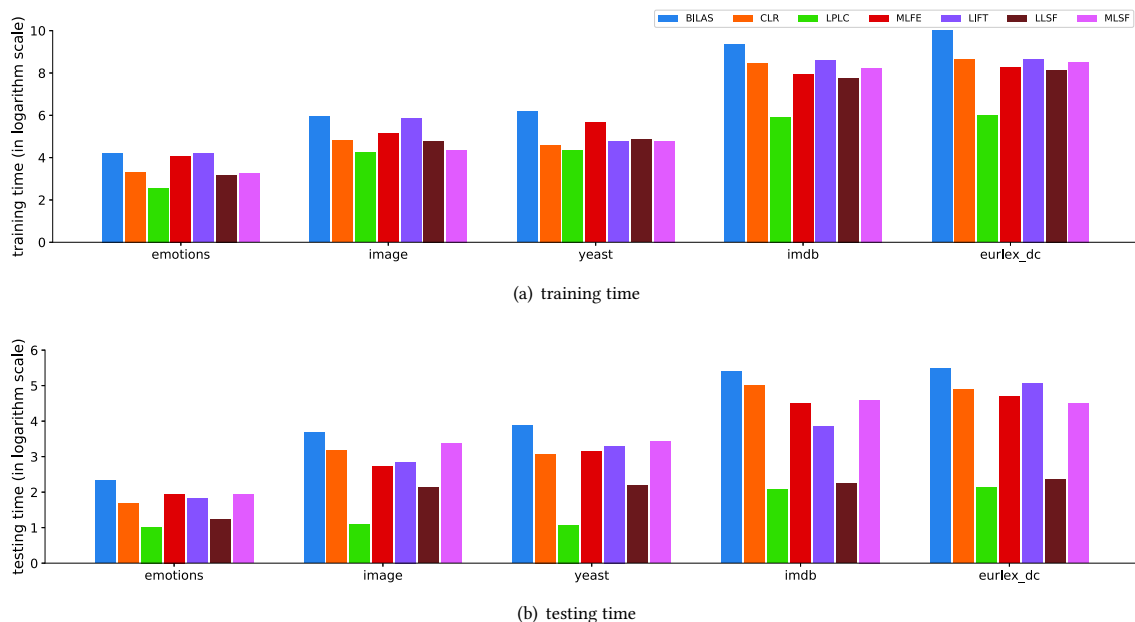 BILAS CLR LPLC MLFE LIFT LLSF MLSF
training time (in logarithm scale)
10
8
6
4
2
0
emotions image yeast imdb eurlex_dc
(a) training time
testing time (in logarithm scale)
6
5
4
3
2
1
0
emotions image yeast imdb eurlex_dc
(b) testing time